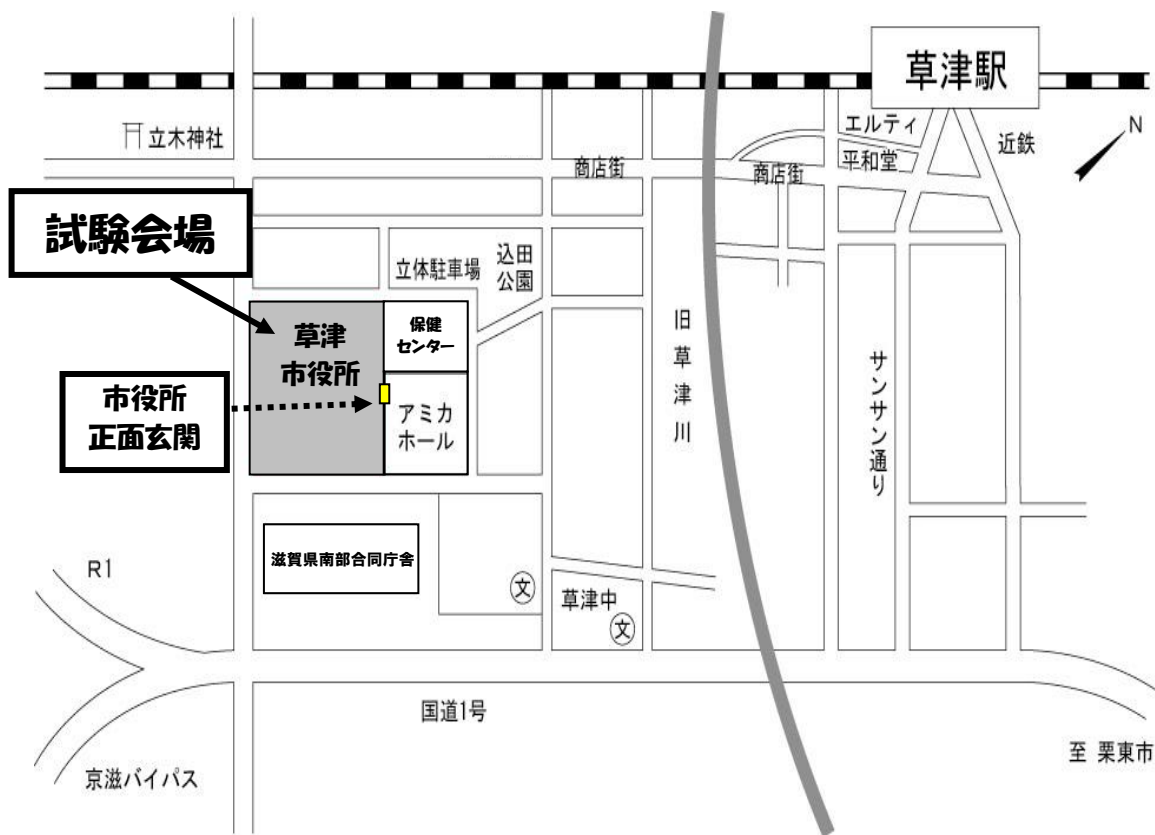 草津駅
エルティ
近鉄
N
立木神社
商店街
商店街
平和堂
試験会場
立体駐車場
込田
公園
草津
市役所
保健
センター
旧草津川
サンサン通り
市役所
正面玄関
アミカ
ホール
滋賀県南部合同庁舎
R1
文
草津中
文
国道1号
至 栗東市
京滋バイパス